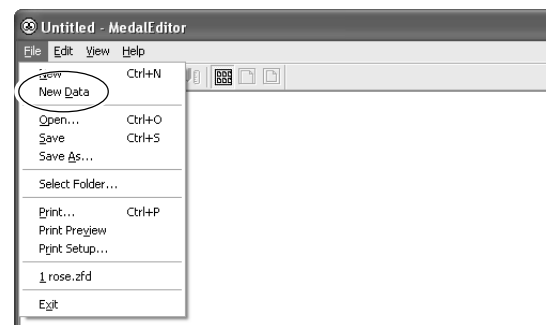 Untitled - MedalEditor
File Edit View Help
New Ctrl+N
New Data
Open... Ctrl+O
Save Ctrl+S
Save As...
Select Folder...
Print... Ctrl+P
Print Preview
Print Setup...
1 rose.zfd
Exit